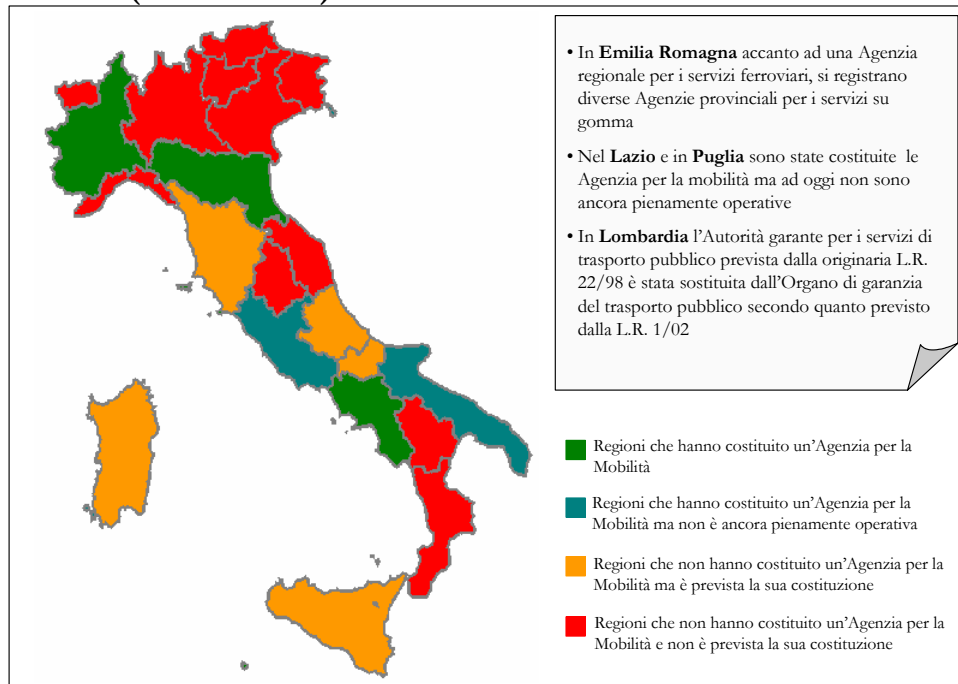 • In Emilia Romagna accanto ad una Agenzia
regionale per i servizi ferroviari, si registrano
diverse Agenzie provinciali per i servizi su
gomma
• Nel Lazio e in Puglia sono state costituite le
Agenzia per la mobilità ma ad oggi non sono
ancora pienamente operative
• In Lombardia l'Autorità garante per i servizi di
trasporto pubblico prevista dalla originaria L.R.
22/98 è stata sostituita dall'Organo di garanzia
del trasporto pubblico secondo quanto previsto
dalla L.R. 1/02
Regioni che hanno costituito un'Agenzia per la
Mobilità
Regioni che hanno costituito un'Agenzia per la
Mobilità ma non è ancora pienamente operativa
Regioni che non hanno costituito un'Agenzia per la
Mobilità ma è prevista la sua costituzione
Regioni che non hanno costituito un'Agenzia per la
Mobilità e non è prevista la sua costituzione